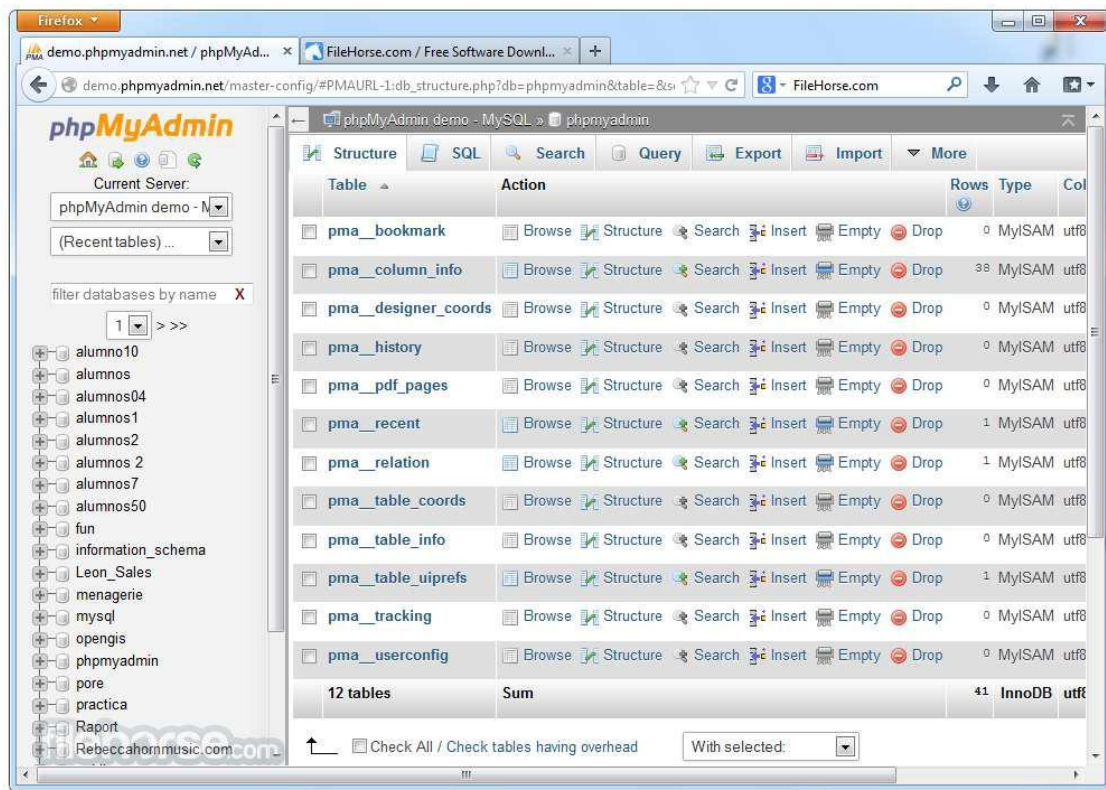 Firefox
demo.phpmyadmin.net / phpMyAd... × FileHorse.com / Free Software Downl... × +
demo.phpmyadmin.net/master-config/#PMAURL-1:db_structure.php?db=phpmyadmin&table=&s FileHorse.com
phpMyAdmin
Current Server:
phpMyAdmin demo - M
(Recent tables) ...
filter databases by name X
1 > >>
alumno10
alumnos
alumnos04
alumnos1
alumnos2
alumnos 2
alumnos7
alumnos50
fun
information_schema
Leon_Sales
menagerie
mysql
opengis
phpmyadmin
pore
practica
Raport
Rebeccahornmusic.com
filehorse.com
phpMyAdmin demo - MySQL » phpmyadmin
Structure SQL Search Query Export Import More
Table Action Rows Type Col
pma__bookmark Browse Structure Search Insert Empty Drop 0 MyISAM utf8
pma__column_info Browse Structure Search Insert Empty Drop 38 MyISAM utf8
pma__designer_coords Browse Structure Search Insert Empty Drop 0 MyISAM utf8
pma__history Browse Structure Search Insert Empty Drop 0 MyISAM utf8
pma__pdf_pages Browse Structure Search Insert Empty Drop 0 MyISAM utf8
pma__recent Browse Structure Search Insert Empty Drop 1 MyISAM utf8
pma__relation Browse Structure Search Insert Empty Drop 1 MyISAM utf8
pma__table_coords Browse Structure Search Insert Empty Drop 0 MyISAM utf8
pma__table_info Browse Structure Search Insert Empty Drop 0 MyISAM utf8
pma__table_uiprefs Browse Structure Search Insert Empty Drop 1 MyISAM utf8
pma__tracking Browse Structure Search Insert Empty Drop 0 MyISAM utf8
pma__userconfig Browse Structure Search Insert Empty Drop 0 MyISAM utf8
12 tables Sum 41 InnoDB utf8
Check All / Check tables having overhead With selected: